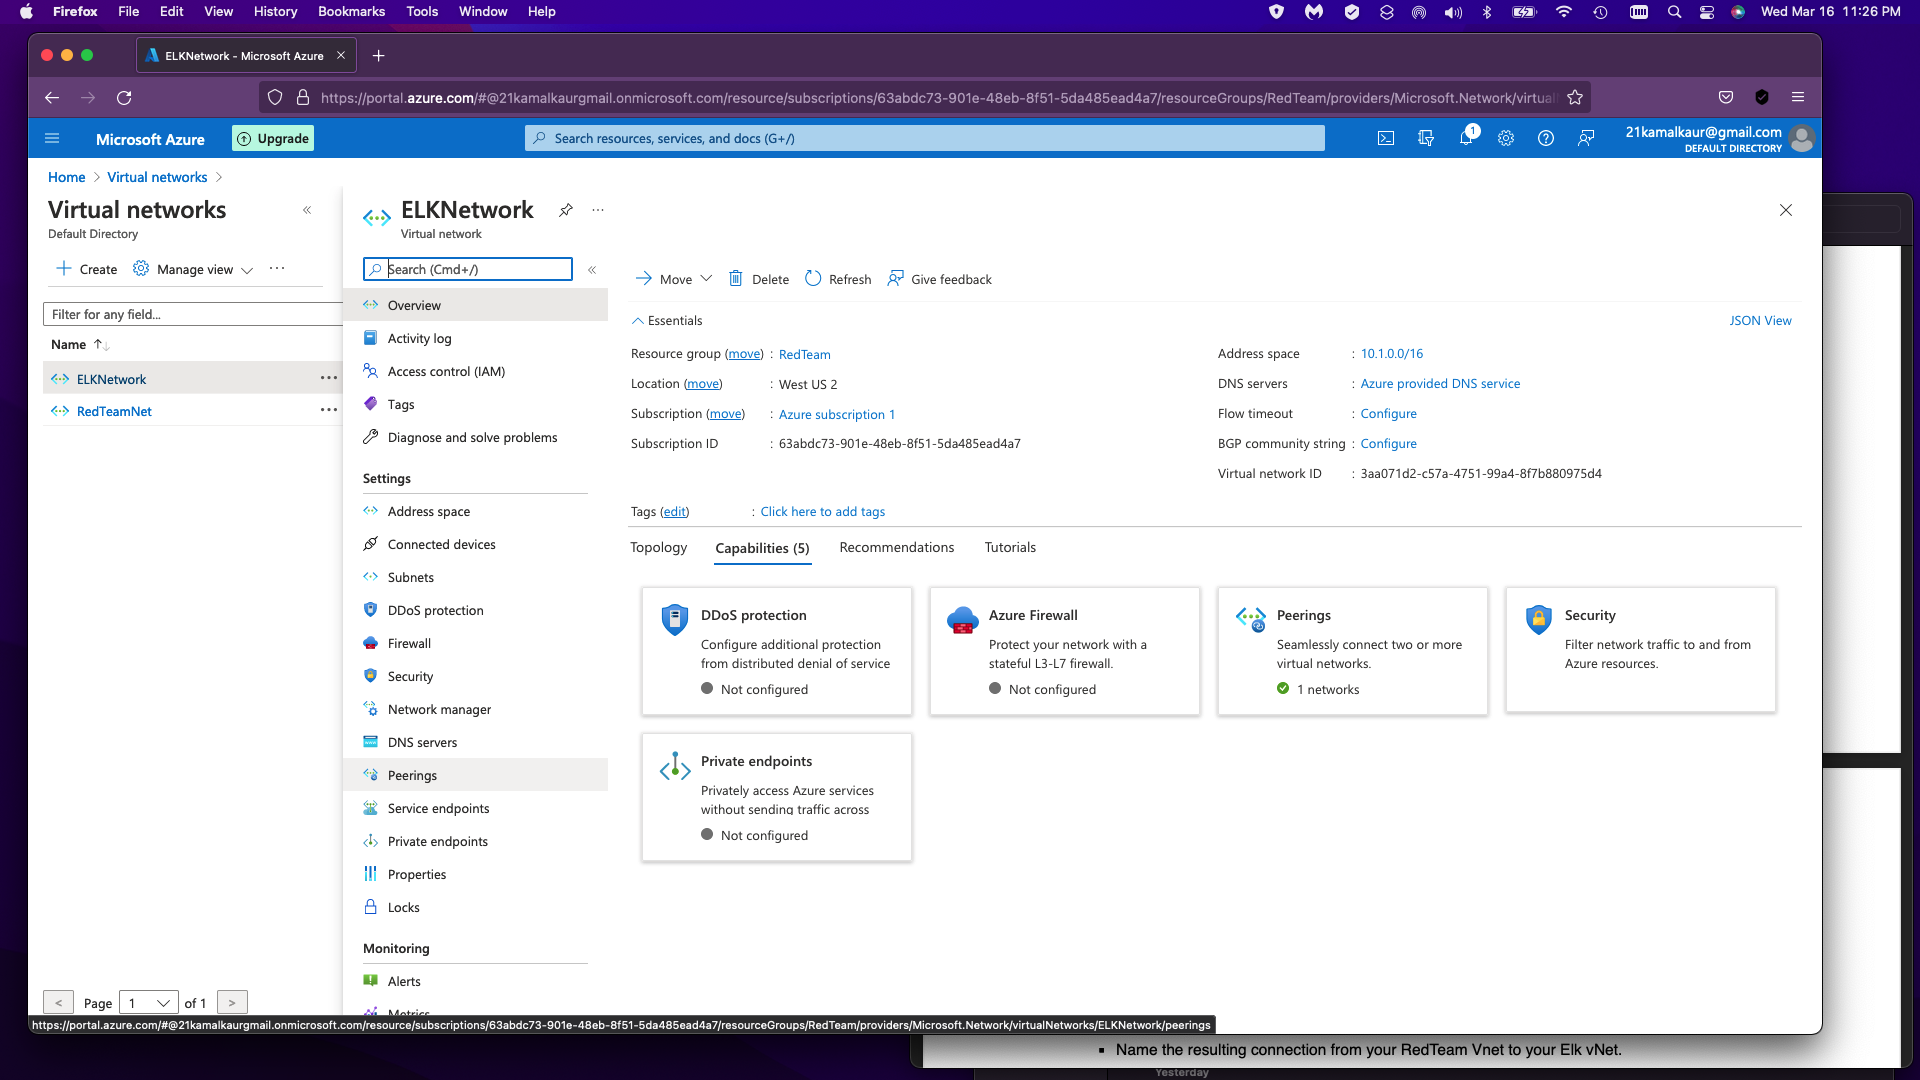 Firefox File Edit View History Bookmarks Tools Window Help Wed Mar 16 11:26 PM
ELKNetwork - Microsoft Azure
https://portal.azure.com/#@21kamalkaurgmail.onmicrosoft.com/resource/subscriptions/63abdc73-901e-48eb-8f51-5da485ead4a7/resourceGroups/RedTeam/providers/Microsoft.Network/virtual
Microsoft Azure Upgrade Search resources, services, and docs (G+/) 1 21kamalkaur@gmail.com
DEFAULT DIRECTORY
Home > Virtual networks >
Virtual networks «
Default Directory
+ Create Manage view ...
Filter for any field...
Name ↑↓
ELKNetwork ...
RedTeamNet ...
< Page 1 of 1 >
ELKNetwork ...
Virtual network
Search (Cmd+/) «
Overview
Activity log
Access control (IAM)
Tags
Diagnose and solve problems
Settings
Address space
Connected devices
Subnets
DDoS protection
Firewall
Security
Network manager
DNS servers
Peerings
Service endpoints
Private endpoints
Properties
Locks
Monitoring
Alerts
Metrics
Move Delete Refresh Give feedback
Essentials JSON View
Resource group (move) : RedTeam
Location (move) : West US 2
Subscription (move) : Azure subscription 1
Subscription ID : 63abdc73-901e-48eb-8f51-5da485ead4a7
Address space : 10.1.0.0/16
DNS servers : Azure provided DNS service
Flow timeout : Configure
BGP community string : Configure
Virtual network ID : 3aa071d2-c57a-4751-99a4-8f7b880975d4
Tags (edit) : Click here to add tags
Topology Capabilities (5) Recommendations Tutorials
DDoS protection
Configure additional protection
from distributed denial of service
Not configured
Azure Firewall
Protect your network with a
stateful L3-L7 firewall.
Not configured
Peerings
Seamlessly connect two or more
virtual networks.
1 networks
Security
Filter network traffic to and from
Azure resources.
Private endpoints
Privately access Azure services
without sending traffic across
Not configured
https://portal.azure.com/#@21kamalkaurgmail.onmicrosoft.com/resource/subscriptions/63abdc73-901e-48eb-8f51-5da485ead4a7/resourceGroups/RedTeam/providers/Microsoft.Network/virtualNetworks/ELKNetwork/peerings
▪ Name the resulting connection from your RedTeam Vnet to your Elk vNet.
Yesterday